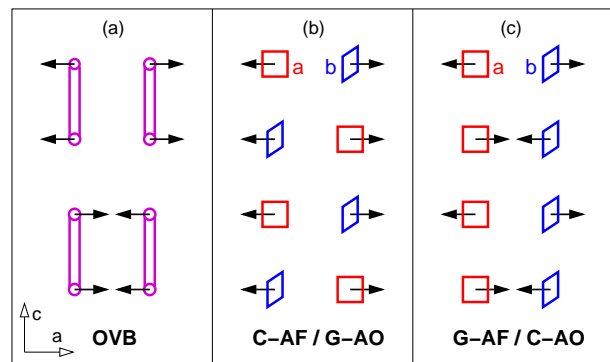 (a) (b) (c)
a b a b
c
a
OVB C–AF / G–AO G–AF / C–AO